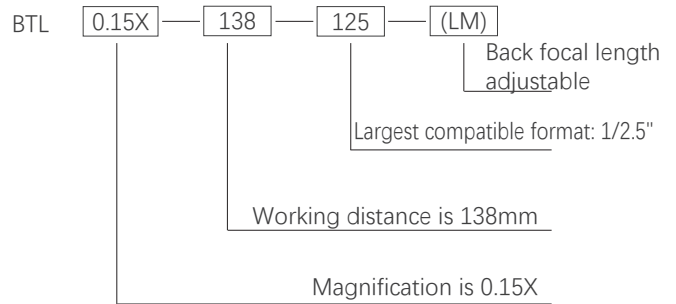 BTL 0.15X 138 125 (LM)
Back focal length
adjustable
Largest compatible format: 1/2.5"
Working distance is 138mm
Magnification is 0.15X